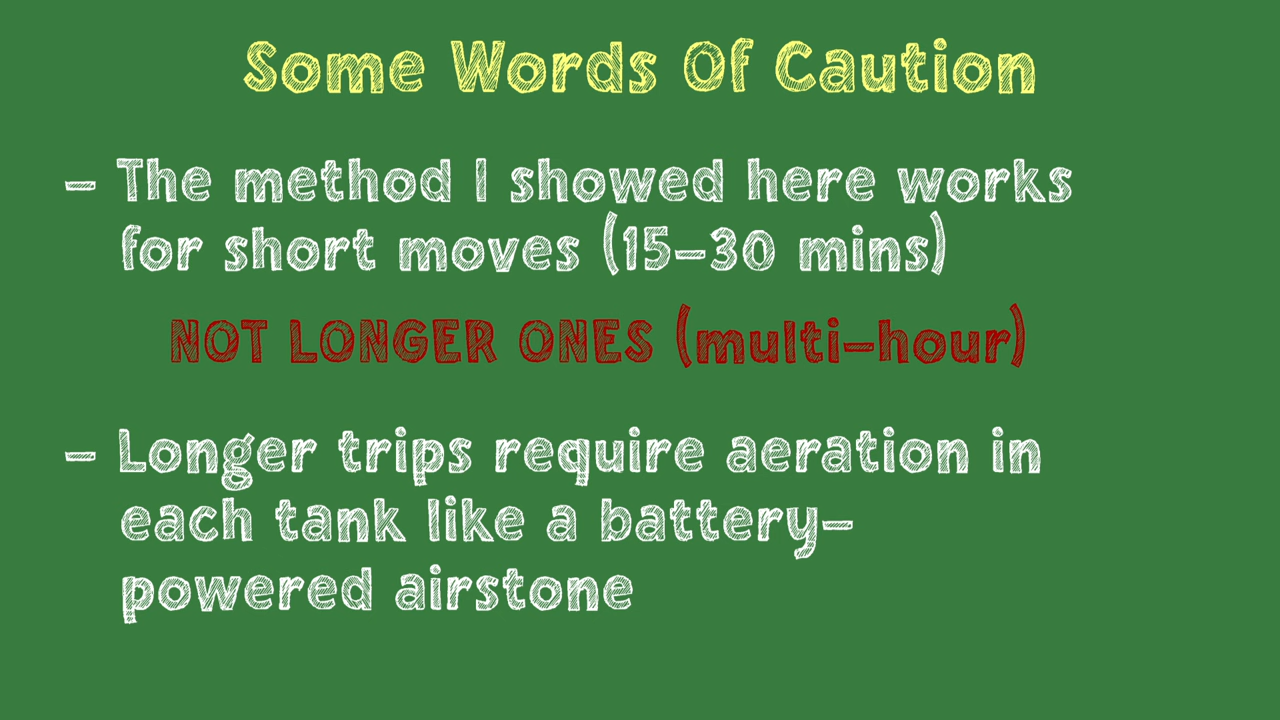 Some Words Of Caution
- The method I showed here works
for short moves (15-30 mins)
NOT LONGER ONES (multi-hour)
- Longer trips require aeration in
each tank like a battery-
powered airstone